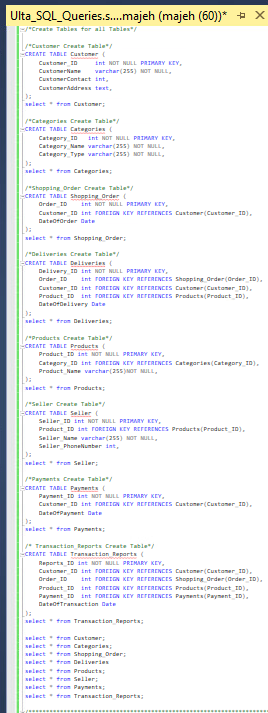 Ulta_SQL_Queries.s....majeh (majeh (60))*
/*Create Tables for all Tables*/
/*Customer Create Table*/
CREATE TABLE Customer (
Customer_ID int NOT NULL PRIMARY KEY,
CustomerName varchar(255) NOT NULL,
CustomerContact int,
CustomerAddress text,
);
select * from Customer;
/*Categories Create Table*/
CREATE TABLE Categories (
Category_ID int NOT NULL PRIMARY KEY,
Category_Name varchar(255) NOT NULL,
Category_Type varchar(255) NOT NULL,
);
select * from Categories;
/*Shopping_Order Create Table*/
CREATE TABLE Shopping_Order (
Order_ID int NOT NULL PRIMARY KEY,
Customer_ID int FOREIGN KEY REFERENCES Customer(Customer_ID),
DateOfOrder Date
);
select * from Shopping_Order;
/*Deliveries Create Table*/
CREATE TABLE Deliveries (
Delivery_ID int NOT NULL PRIMARY KEY,
Order_ID int FOREIGN KEY REFERENCES Shopping_Order(Order_ID),
Customer_ID int FOREIGN KEY REFERENCES Customer(Customer_ID),
Product_ID int FOREIGN KEY REFERENCES Products(Product_ID),
DateOfDelivery Date
);
select * from Deliveries;
/*Products Create Table*/
CREATE TABLE Products (
Product_ID int NOT NULL PRIMARY KEY,
Category_ID int FOREIGN KEY REFERENCES Categories(Category_ID),
Product_Name varchar(255)NOT NULL,
);
select * from Products;
/*Seller Create Table*/
CREATE TABLE Seller (
Seller_ID int NOT NULL PRIMARY KEY,
Product_ID int FOREIGN KEY REFERENCES Products(Product_ID),
Seller_Name varchar(255) NOT NULL,
Seller_PhoneNumber int,
);
select * from Seller;
/*Payments Create Table*/
CREATE TABLE Payments (
Payment_ID int NOT NULL PRIMARY KEY,
Customer_ID int FOREIGN KEY REFERENCES Customer(Customer_ID),
DateOfPayment Date
);
select * from Payments;
/* Transaction_Reports Create Table*/
CREATE TABLE Transaction_Reports (
Reports_ID int NOT NULL PRIMARY KEY,
Customer_ID int FOREIGN KEY REFERENCES Customer(Customer_ID),
Order_ID int FOREIGN KEY REFERENCES Shopping_Order(Order_ID),
Product_ID int FOREIGN KEY REFERENCES Products(Product_ID),
Payment_ID int FOREIGN KEY REFERENCES Payments(Payment_ID),
DateOfTransaction Date
);
select * from Transaction_Reports;
select * from Customer;
select * from Categories;
select * from Shopping_Order;
select * from Deliveries
select * from Products;
select * from Seller;
select * from Payments;
select * from Transaction_Reports;